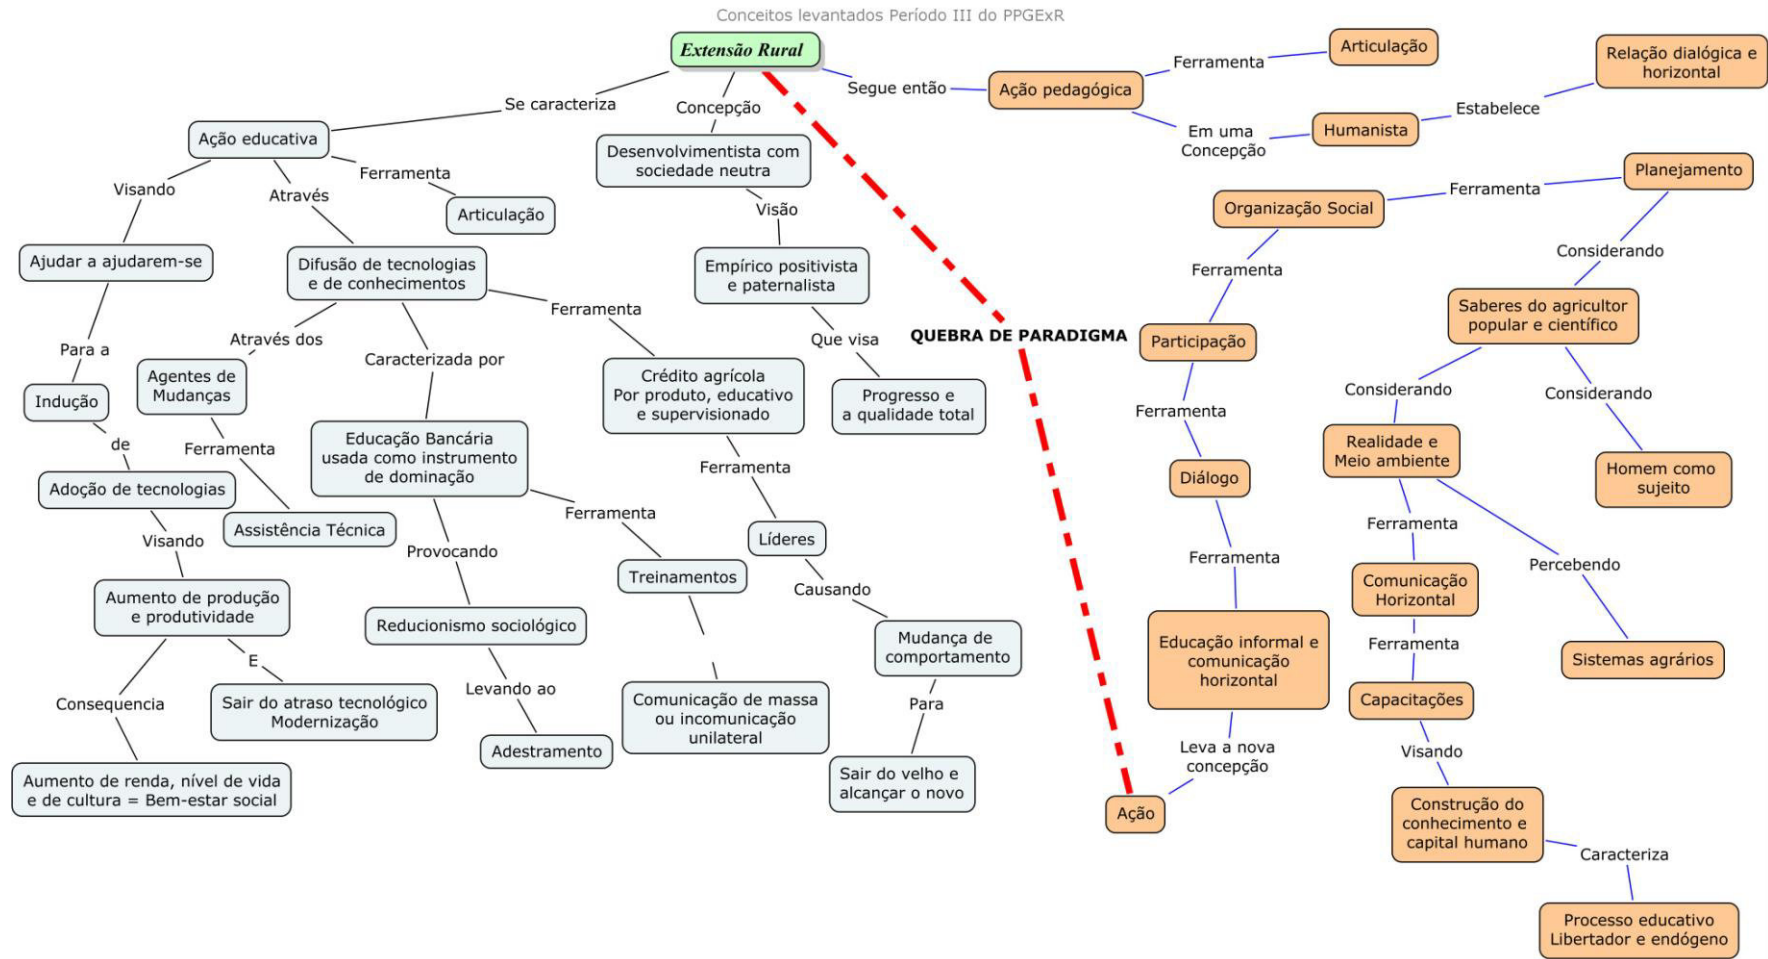 Conceitos levantados Período III do PPGExR
Extensão Rural
Se caracteriza
Ação educativa
Visando
Ajudar a ajudarem-se
Para a
Indução
de
Adoção de tecnologias
Visando
Aumento de produção
e produtividade
Consequencia
Aumento de renda, nível de vida
e de cultura = Bem-estar social
E
Sair do atraso tecnológico
Modernização
Através
Difusão de tecnologias
e de conhecimentos
Através dos
Agentes de
Mudanças
Ferramenta
Assistência Técnica
Caracterizada por
Educação Bancária
usada como instrumento
de dominação
Provocando
Reducionismo sociológico
Levando ao
Adestramento
Ferramenta
Treinamentos
Comunicação de massa
ou incomunicação
unilateral
Ferramenta
Crédito agrícola
Por produto, educativo
e supervisionado
Ferramenta
Líderes
Causando
Mudança de
comportamento
Para
Sair do velho e
alcançar o novo
Ferramenta
Articulação
Concepção
Desenvolvimentista com
sociedade neutra
Visão
Empírico positivista
e paternalista
Que visa
Progresso e
a qualidade total
QUEBRA DE PARADIGMA
Segue então
Ação pedagógica
Ferramenta
Articulação
Em uma
Concepção
Humanista
Estabelece
Relação dialógica e
horizontal
Ação
Leva a nova
concepção
Educação informal e
comunicação
horizontal
Ferramenta
Diálogo
Ferramenta
Participação
Ferramenta
Organização Social
Ferramenta
Planejamento
Considerando
Saberes do agricultor
popular e científico
Considerando
Realidade e
Meio ambiente
Considerando
Homem como
sujeito
Ferramenta
Comunicação
Horizontal
Percebendo
Sistemas agrários
Ferramenta
Capacitações
Visando
Construção do
conhecimento e
capital humano
Caracteriza
Processo educativo
Libertador e endógeno